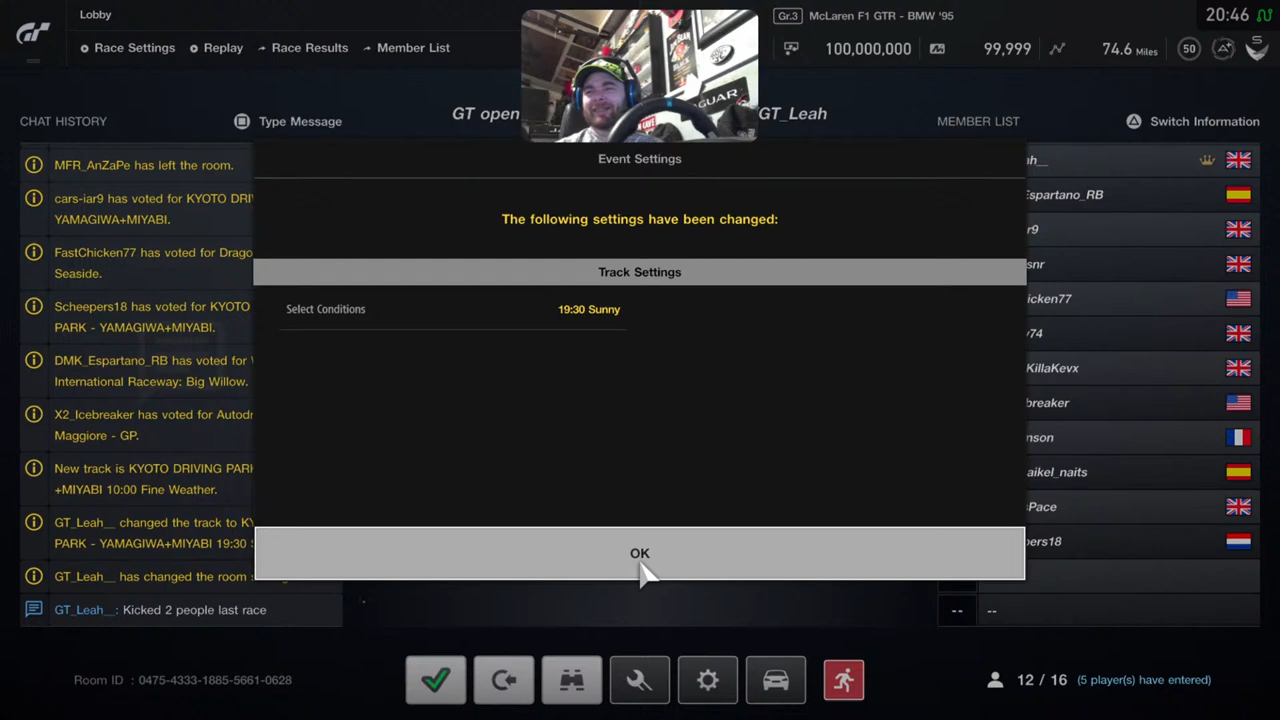 Lobby
Race Settings
Replay
Race Results
Member List
Gr.3
McLaren F1 GTR - BMW '95
20:46
100,000,000
99,999
74.6 Miles
50
S
CHAT HISTORY
Type Message
GT open
GT_Leah
MEMBER LIST
Switch Information
JAGUAR
MFR_AnZaPe has left the room.
cars-iar9 has voted for KYOTO DRI
YAMAGIWA+MIYABI.
FastChicken77 has voted for Drago
Seaside.
Scheepers18 has voted for KYOTO
PARK - YAMAGIWA+MIYABI.
DMK_Espartano_RB has voted for
International Raceway: Big Willow.
X2_Icebreaker has voted for Autod
Maggiore - GP.
New track is KYOTO DRIVING PAR
+MIYABI 10:00 Fine Weather.
GT_Leah__ changed the track to K
PARK - YAMAGIWA+MIYABI 19:30
GT_Leah__ has changed the room
GT_Leah__: Kicked 2 people last race
Event Settings
The following settings have been changed:
Track Settings
Select Conditions
19:30 Sunny
OK
ah__
Espartano_RB
r9
snr
icken77
y74
KillaKevx
breaker
nson
aikel_naits
Pace
pers18
--
--
Room ID : 0475-4333-1885-5661-0628
12 / 16
(5 player(s) have entered)